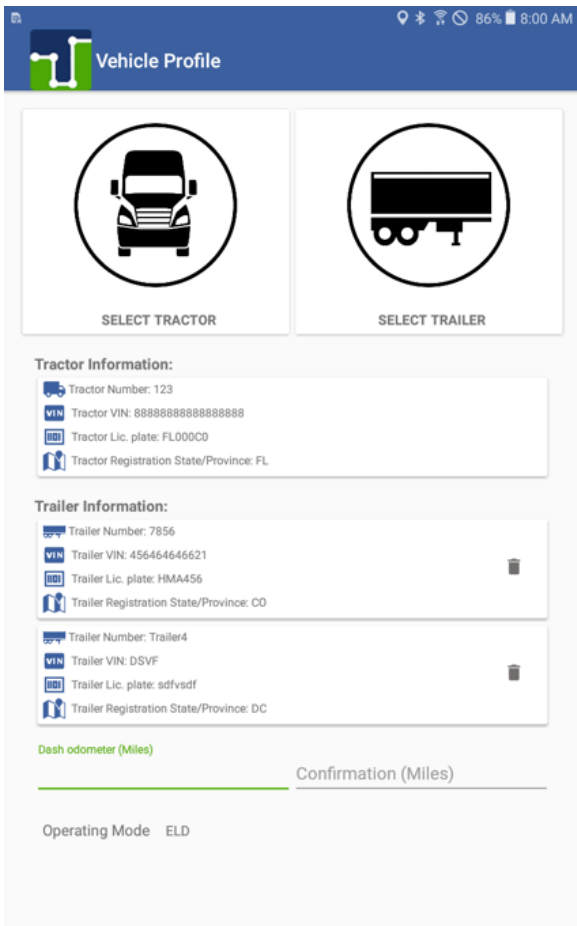 86% 8:00 AM
Vehicle Profile
SELECT TRACTOR
SELECT TRAILER
Tractor Information:
Tractor Number: 123
VIN Tractor VIN: 88888888888888888
Tractor Lic. plate: FL000C0
Tractor Registration State/Province: FL
Trailer Information:
Trailer Number: 7856
VIN Trailer VIN: 456464646621
Trailer Lic. plate: HMA456
Trailer Registration State/Province: CO
Trailer Number: Trailer4
VIN Trailer VIN: DSVF
Trailer Lic. plate: sdfvsdf
Trailer Registration State/Province: DC
Dash odometer (Miles)
Confirmation (Miles)
Operating Mode ELD